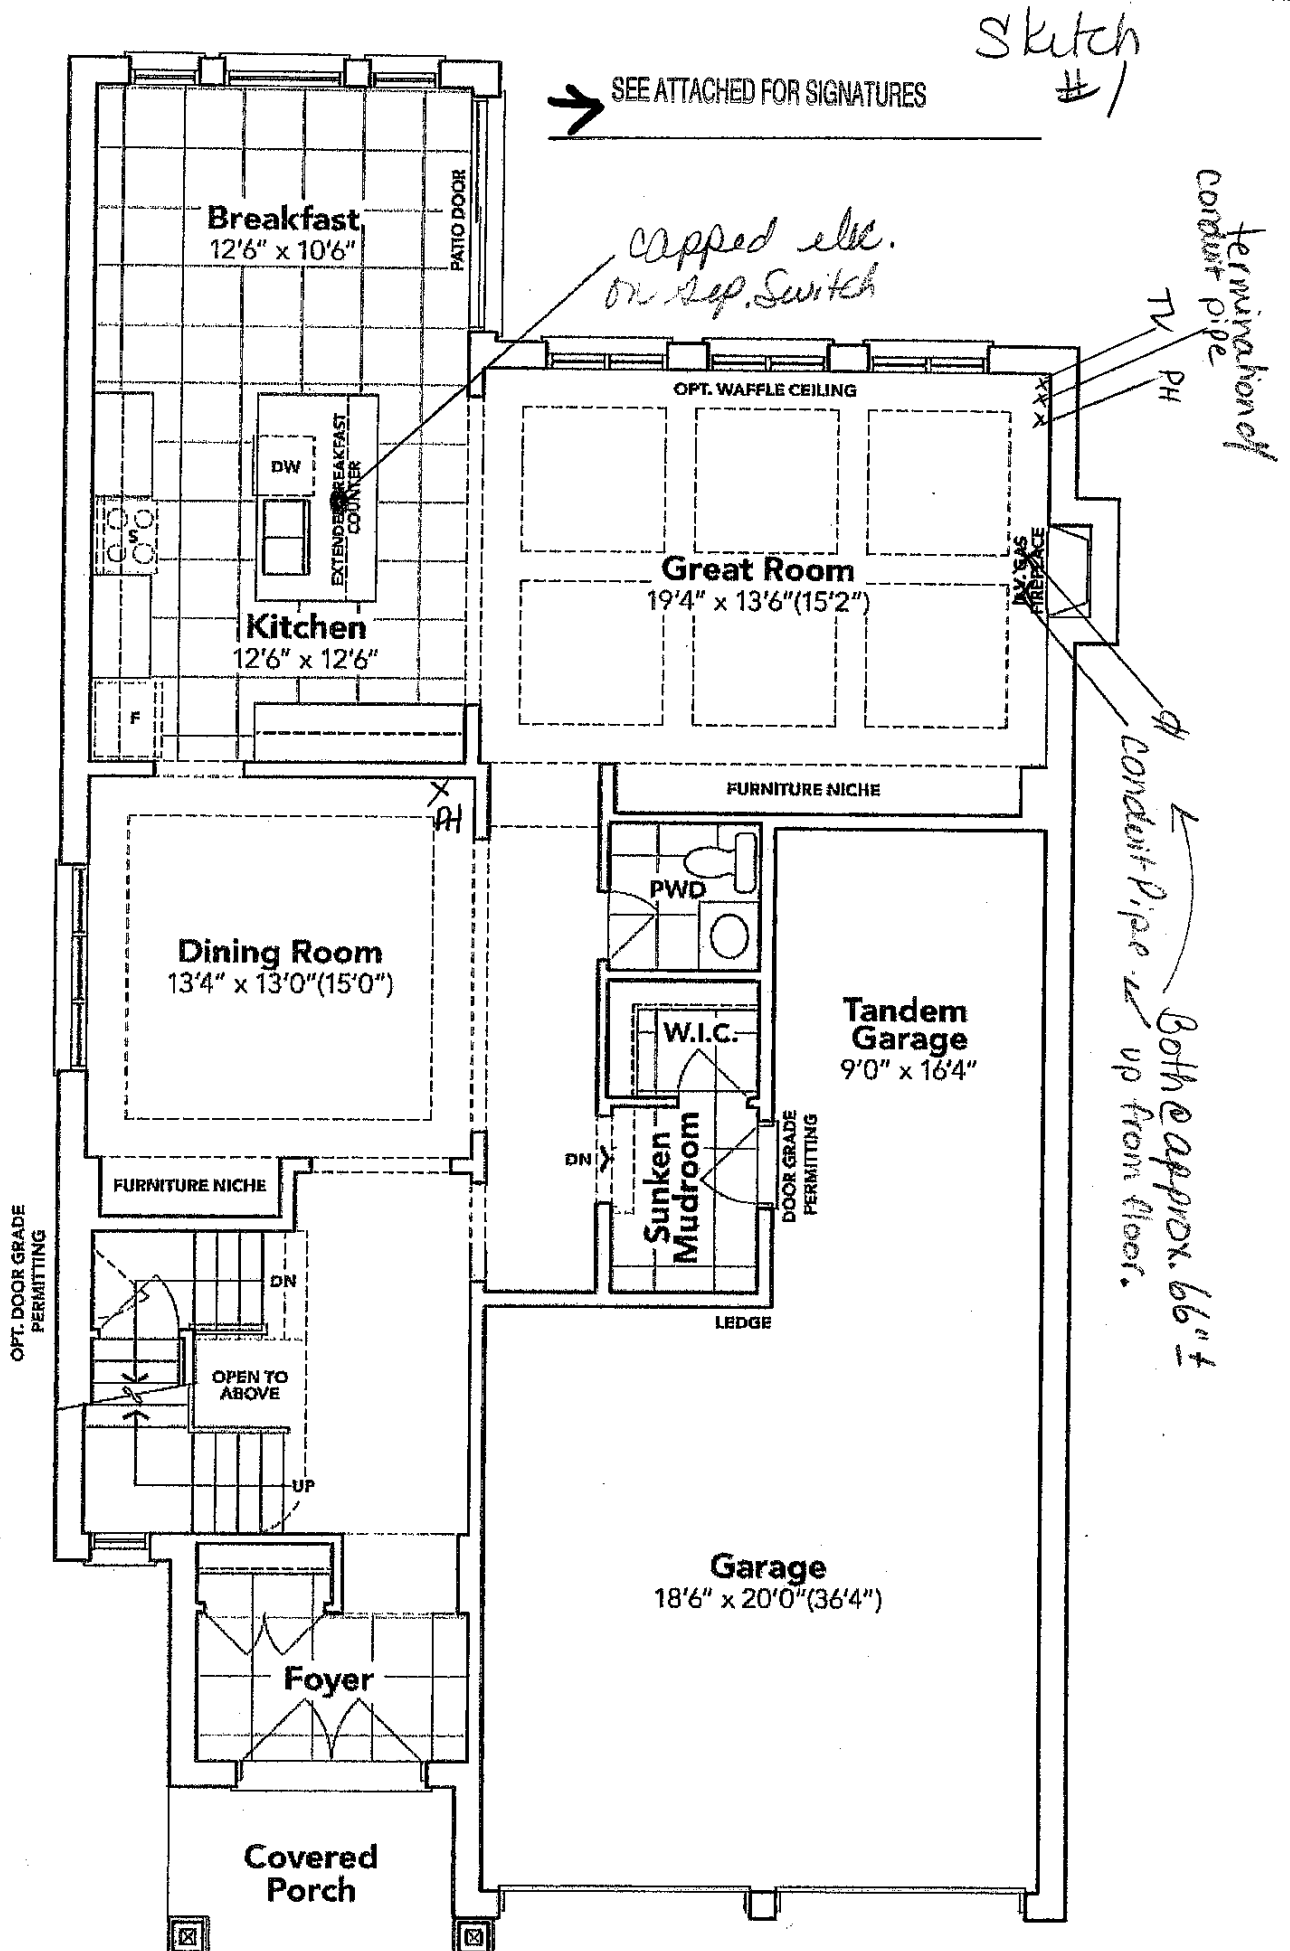 Sketch
#1
SEE ATTACHED FOR SIGNATURES
Breakfast
12'6" x 10'6"
PATIO DOOR
capped elec.
on sep. Switch
termination of
conduit pipe
TV
PH
OPT. WAFFLE CEILING
DW
EXTENDED BREAKFAST
COUNTER
S
Great Room
19'4" x 13'6"(15'2")
D.V. GAS
FIREPLACE
Kitchen
12'6" x 12'6"
F
Conduit Pipe
Both @ approx. 66" ±
up from floor.
FURNITURE NICHE
PH
PWD
Dining Room
13'4" x 13'0"(15'0")
W.I.C.
Tandem
Garage
9'0" x 16'4"
DN
Sunken
Mudroom
DOOR GRADE
PERMITTING
FURNITURE NICHE
OPT. DOOR GRADE
PERMITTING
DN
LEDGE
OPEN TO
ABOVE
UP
Garage
18'6" x 20'0"(36'4")
Foyer
Covered
Porch